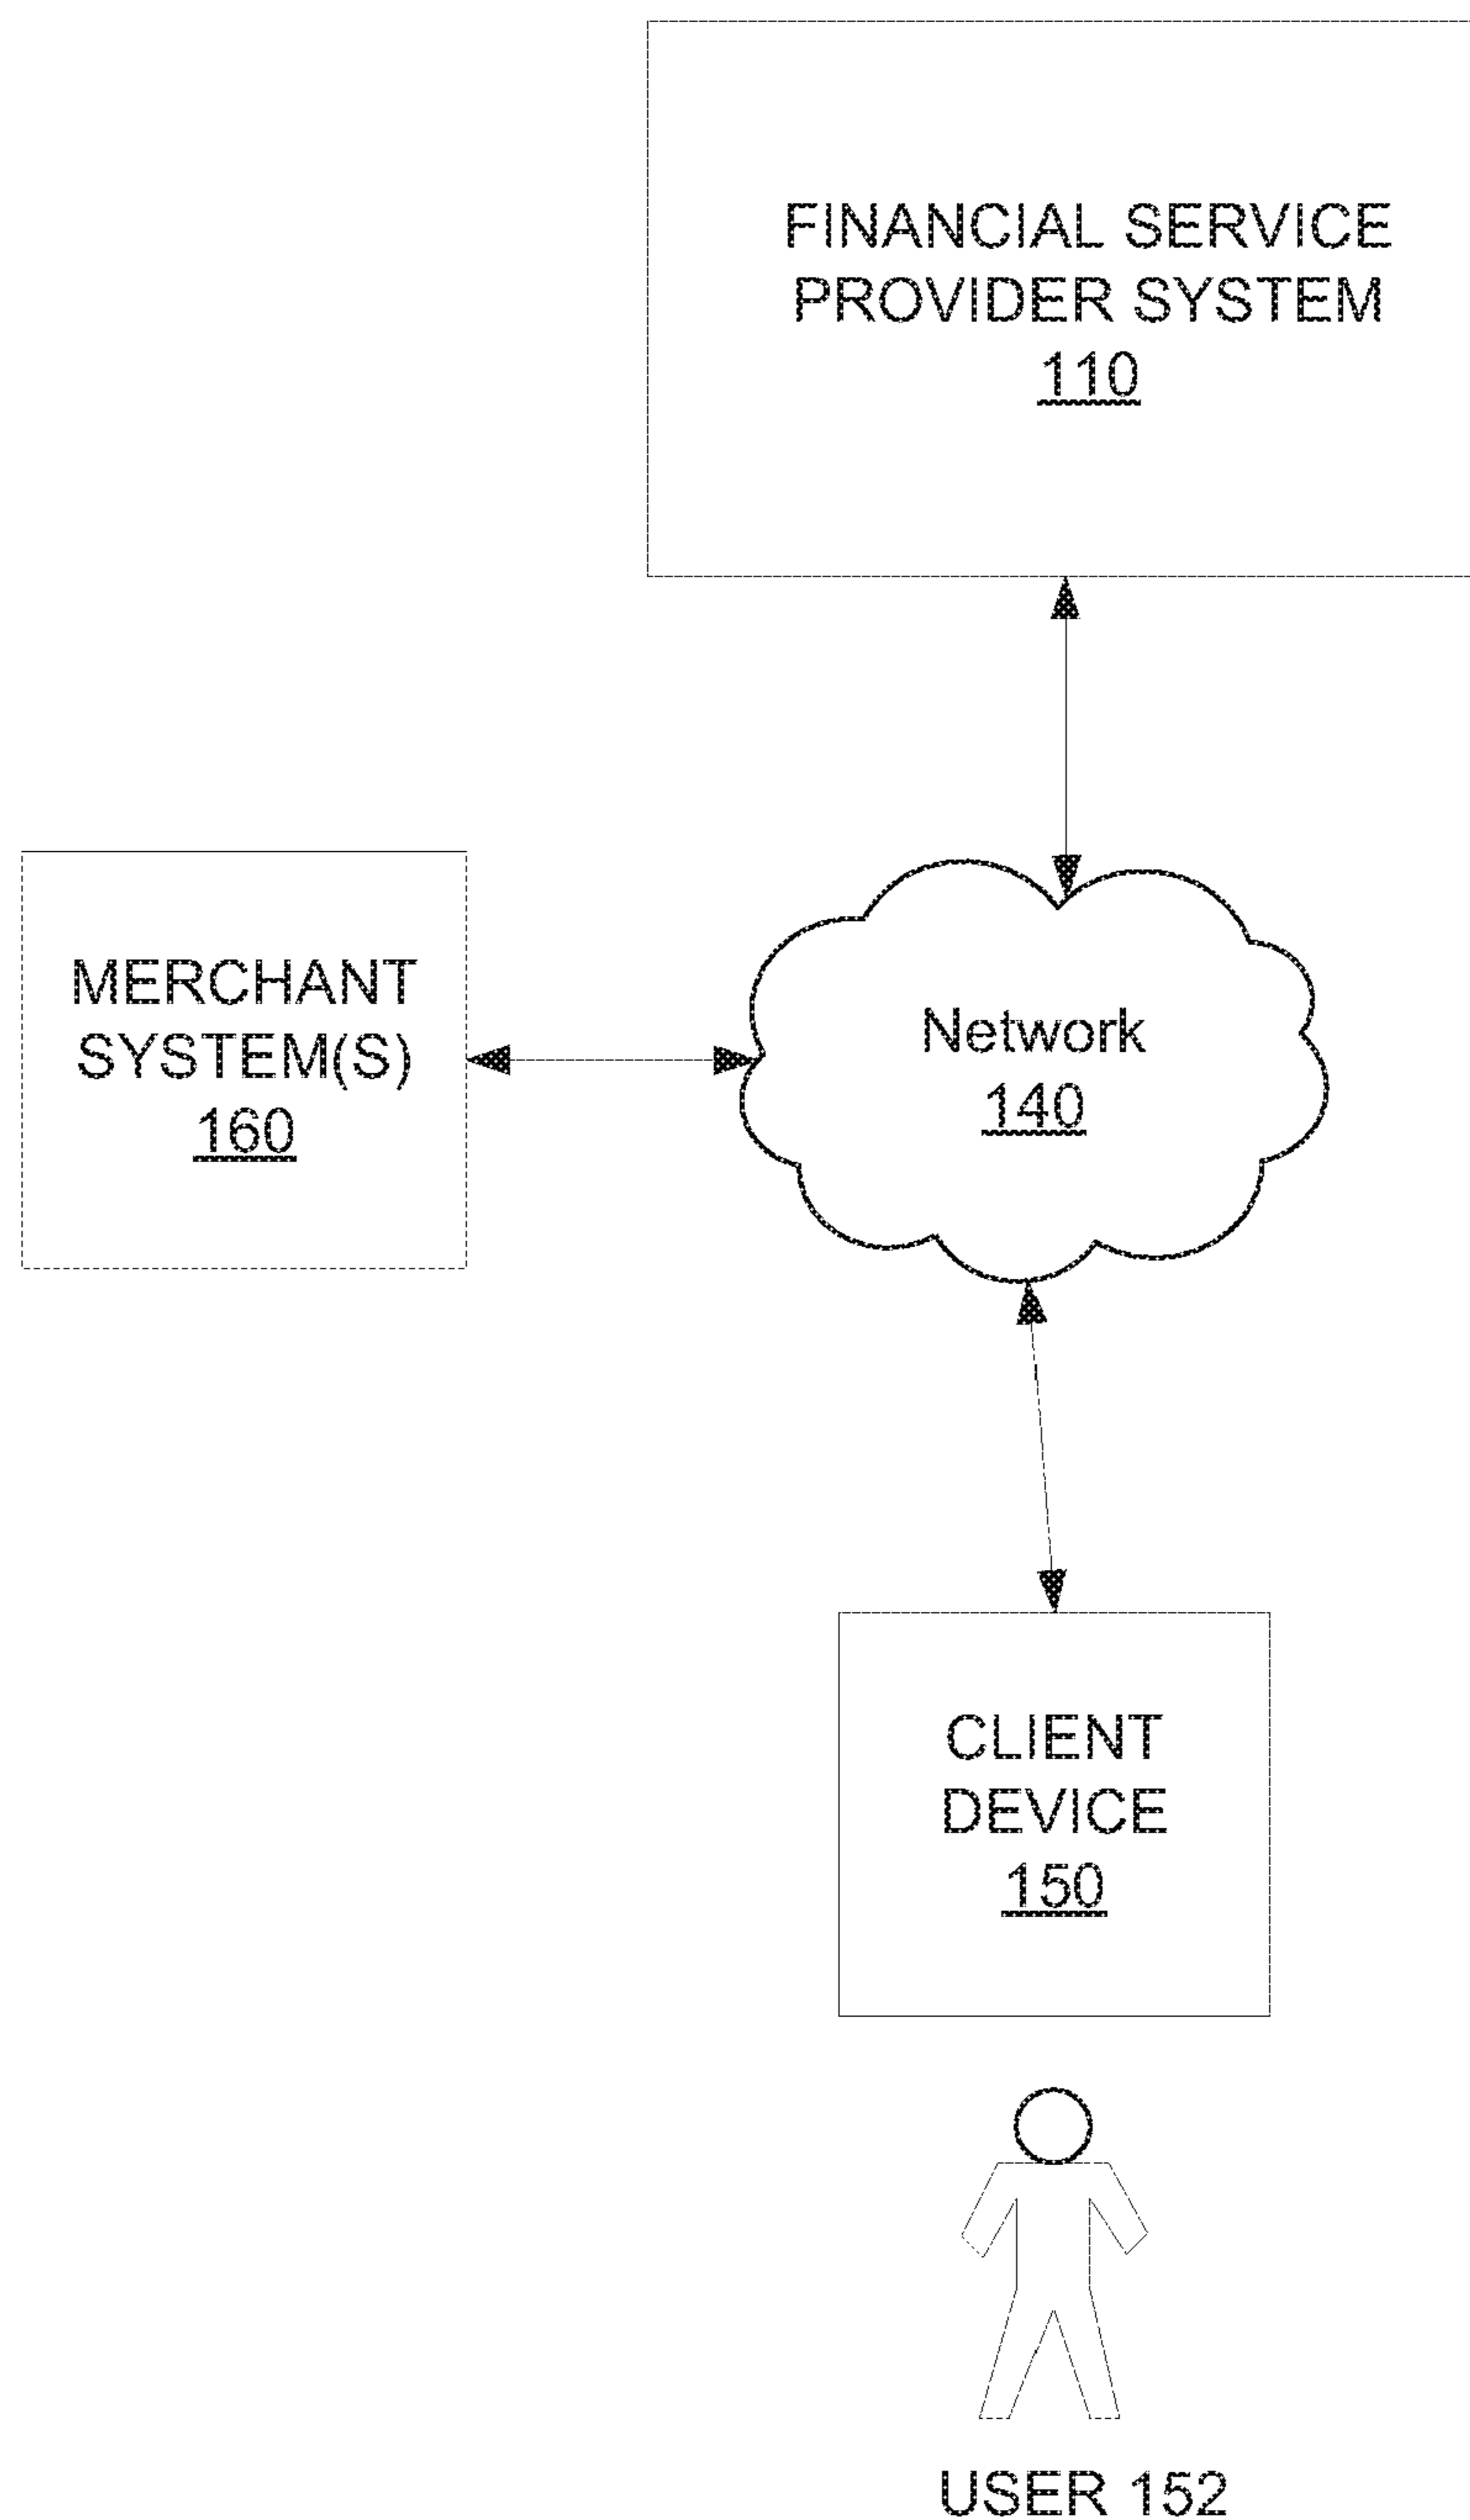 FINANCIAL SERVICE
PROVIDER SYSTEM
110
MERCHANT
SYSTEM(S)
160
Network
140
CLIENT
DEVICE
150
USER 152